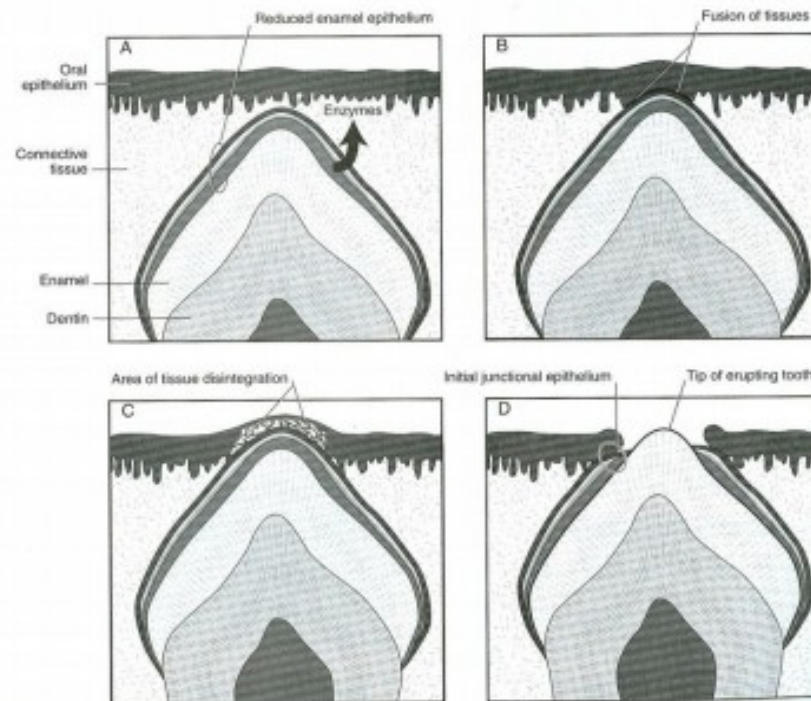 Reduced enamel epithelium
A
Oral
epithelium
Enzymes
Connective
tissue
Enamel
Dentin
Fusion of tissues
B
Area of tissue disintegration
C
Initial junctional epithelium
Tip of erupting tooth
D